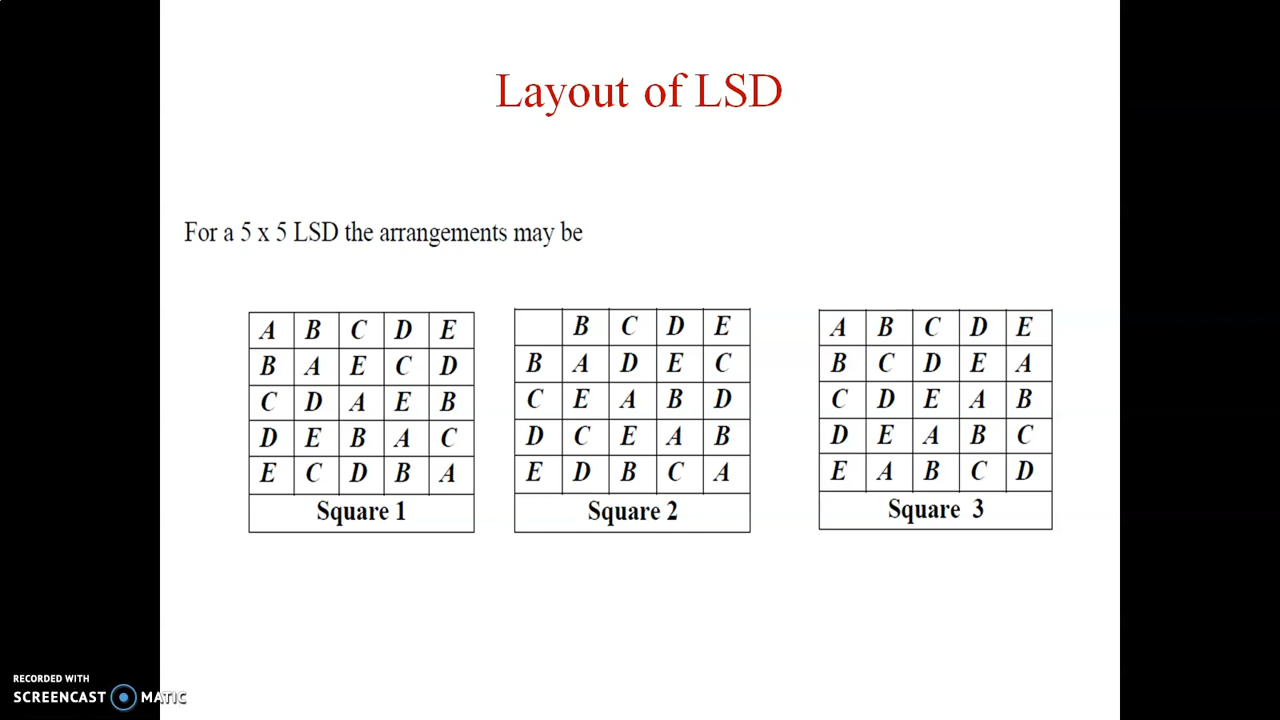 Layout of LSD
For a 5 x 5 LSD the arrangements may be
A B C D E
B A E C D
C D A E B
D E B A C
E C D B A
Square 1
B C D E
B A D E C
C E A B D
D C E A B
E D B C A
Square 2
A B C D E
B C D E A
C D E A B
D E A B C
E A B C D
Square 3
RECORDED WITH
SCREENCAST MATIC